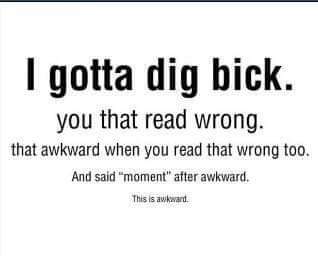 I gotta dig bick.
you that read wrong.
that awkward when you read that wrong too.
And said “moment” after awkward.
This is awkward.